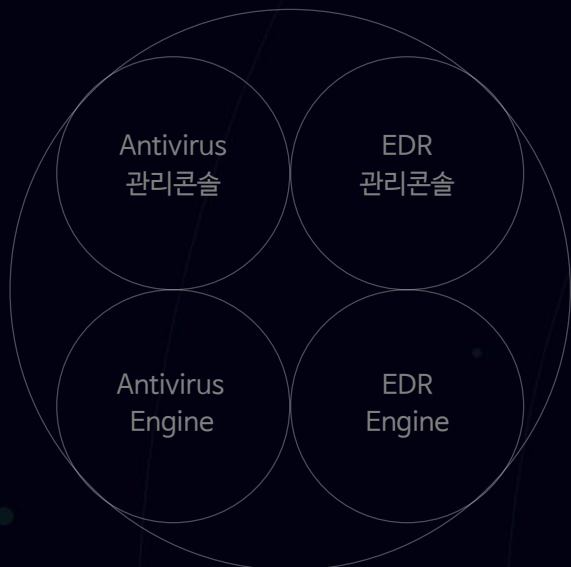 Antivirus
관리콘솔
EDR
관리콘솔
Antivirus
Engine
EDR
Engine